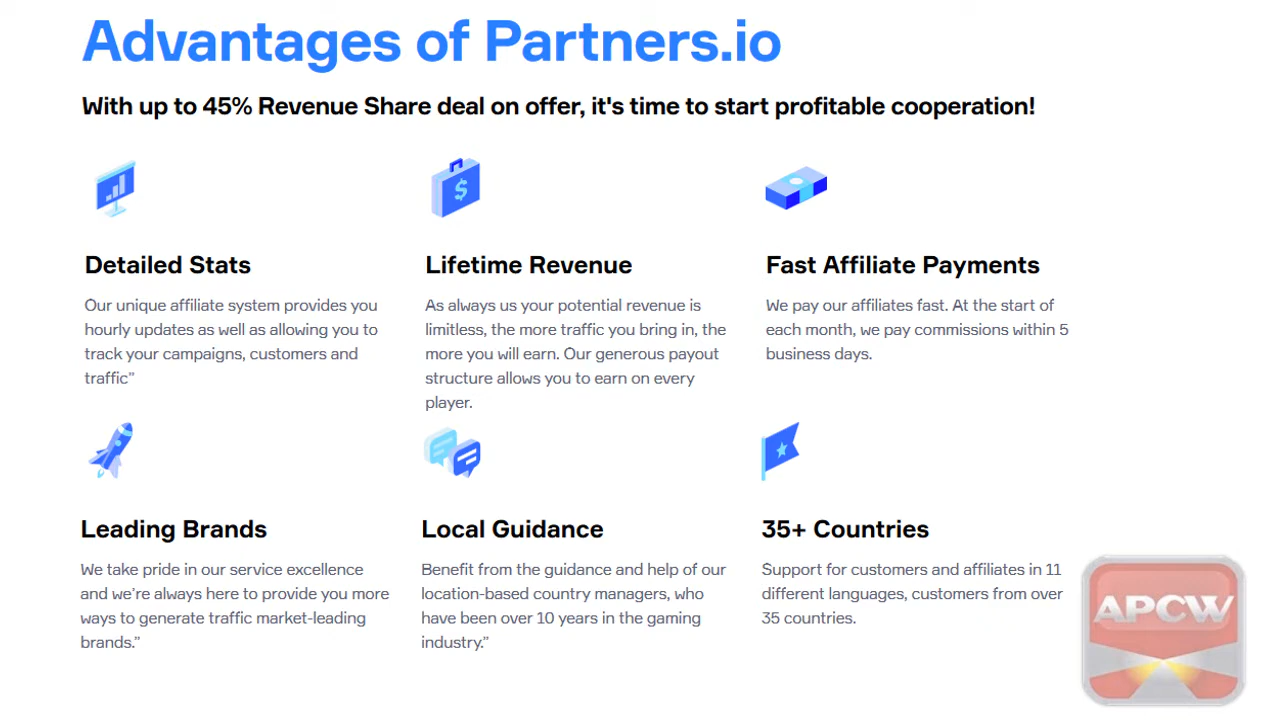 Advantages of Partners.io
With up to 45% Revenue Share deal on offer, it's time to start profitable cooperation!
Detailed Stats
Our unique affiliate system provides you
hourly updates as well as allowing you to
track your campaigns, customers and
traffic"
Lifetime Revenue
As always us your potential revenue is
limitless, the more traffic you bring in, the
more you will earn. Our generous payout
structure allows you to earn on every
player.
Fast Affiliate Payments
We pay our affiliates fast. At the start of
each month, we pay commissions within 5
business days.
Leading Brands
We take pride in our service excellence
and we're always here to provide you more
ways to generate traffic market-leading
brands."
Local Guidance
Benefit from the guidance and help of our
location-based country managers, who
have been over 10 years in the gaming
industry."
35+ Countries
Support for customers and affiliates in 11
different languages, customers from over
35 countries.
APCW